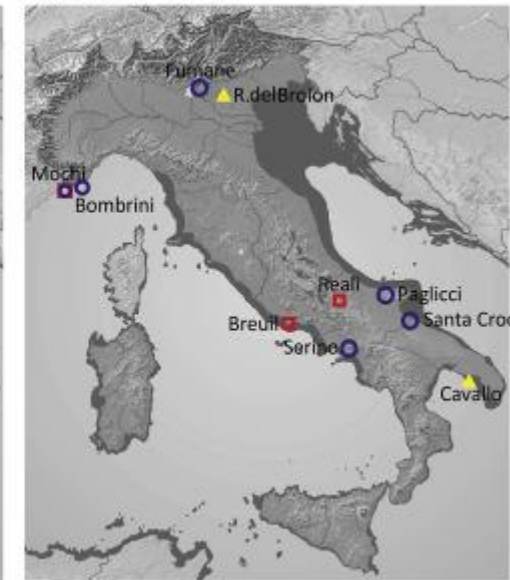 Fumane
R.delBroion
Mochi
Bombrini
Reali
Paglicci
Breuil
Santa Croc
Serino
Cavallo